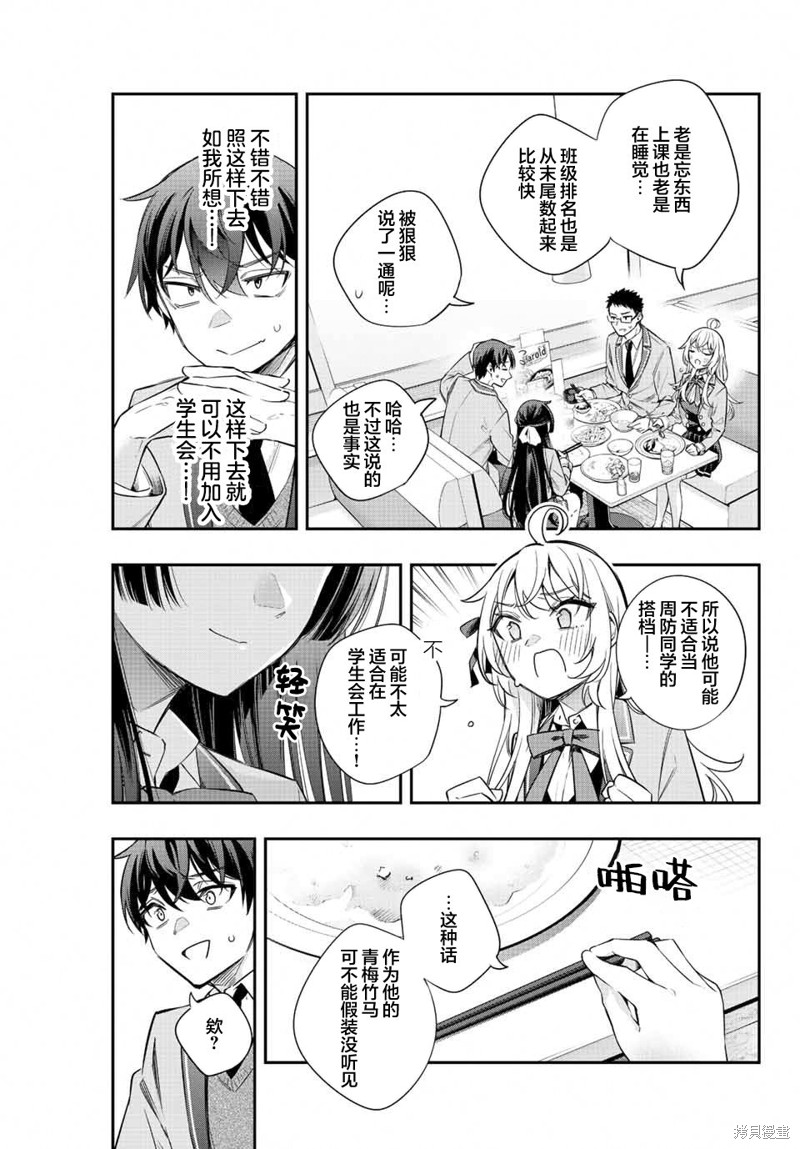 老是忘东西
上课也老是
在睡觉…
班级排名也是
从末尾数起来
比较快
被狠狠
说了一通呢…
哈哈…
不过这说的
也是事实
不错不错
照这样下去
如我所想…!
这样下去就
可以不用加入
学生会…!
所以说他可能
不适合当
周防同学的
搭档—…
不
可能不太
适合在
学生会工作…!
轻笑
啪嗒
…这种话
作为他的
青梅竹马
可不能假装没听见
欸?
拷贝漫畫